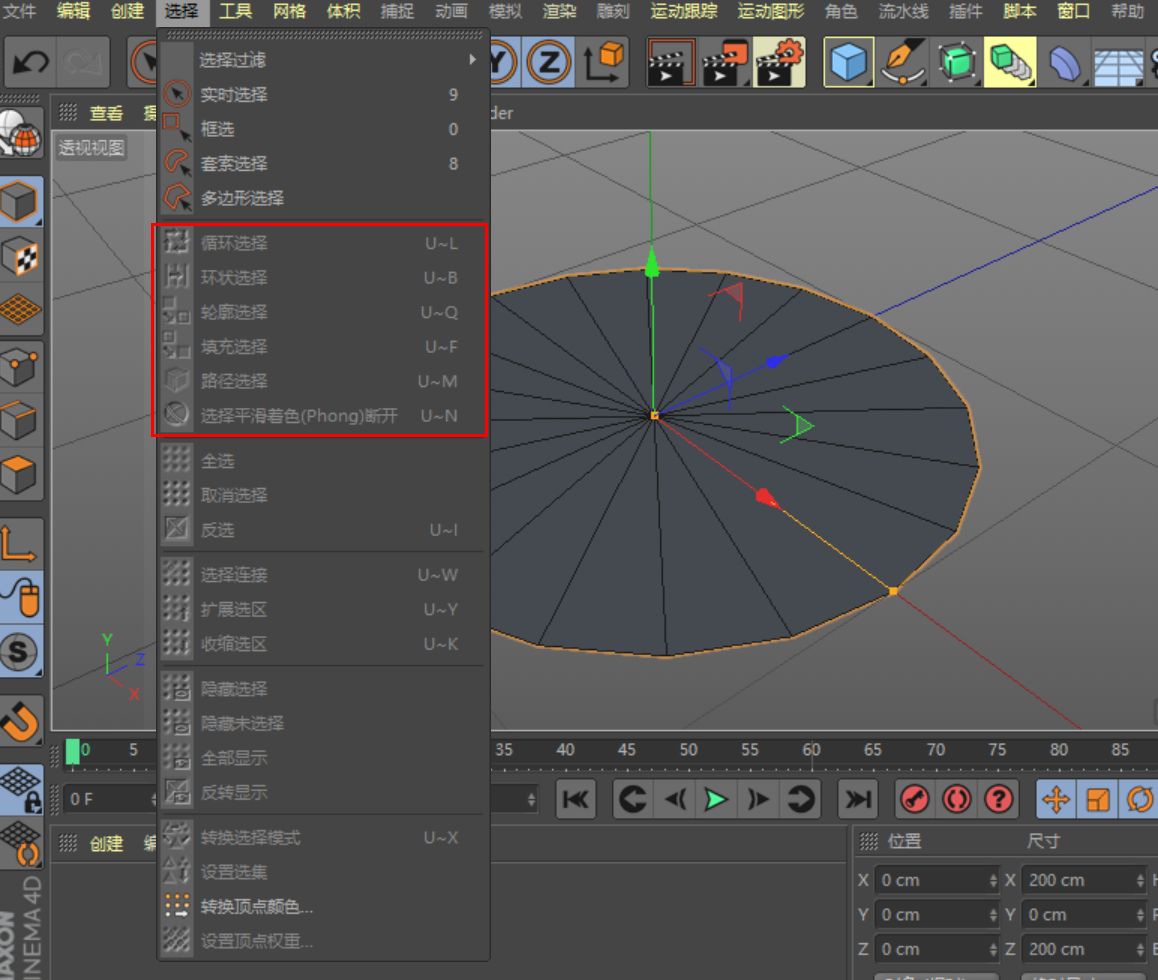 文件 编辑 创建 选择 工具 网格 体积 捕捉 动画 模拟 渲染 雕刻 运动跟踪 运动图形 角色 流水线 插件 脚本 窗口 帮助
Y Z
查看
der
透视视图
选择过滤
实时选择 9
框选 0
套索选择 8
多边形选择
循环选择 U~L
环状选择 U~B
轮廓选择 U~Q
填充选择 U~F
路径选择 U~M
选择平滑着色(Phong)断开 U~N
全选
取消选择
反选 U~I
选择连接 U~W
扩展选区 U~Y
收缩选区 U~K
隐藏选择
隐藏未选择
全部显示
反转显示
转换选择模式 U~X
设置选集
转换顶点颜色...
设置顶点权重...
S
Y
Z
X
0 5 35 40 45 50 55 60 65 70 75 80 85
0 F
?
创建
位置 尺寸
X 0 cm X 200 cm
Y 0 cm Y 0 cm
Z 0 cm Z 200 cm
MAXON
CINEMA 4D